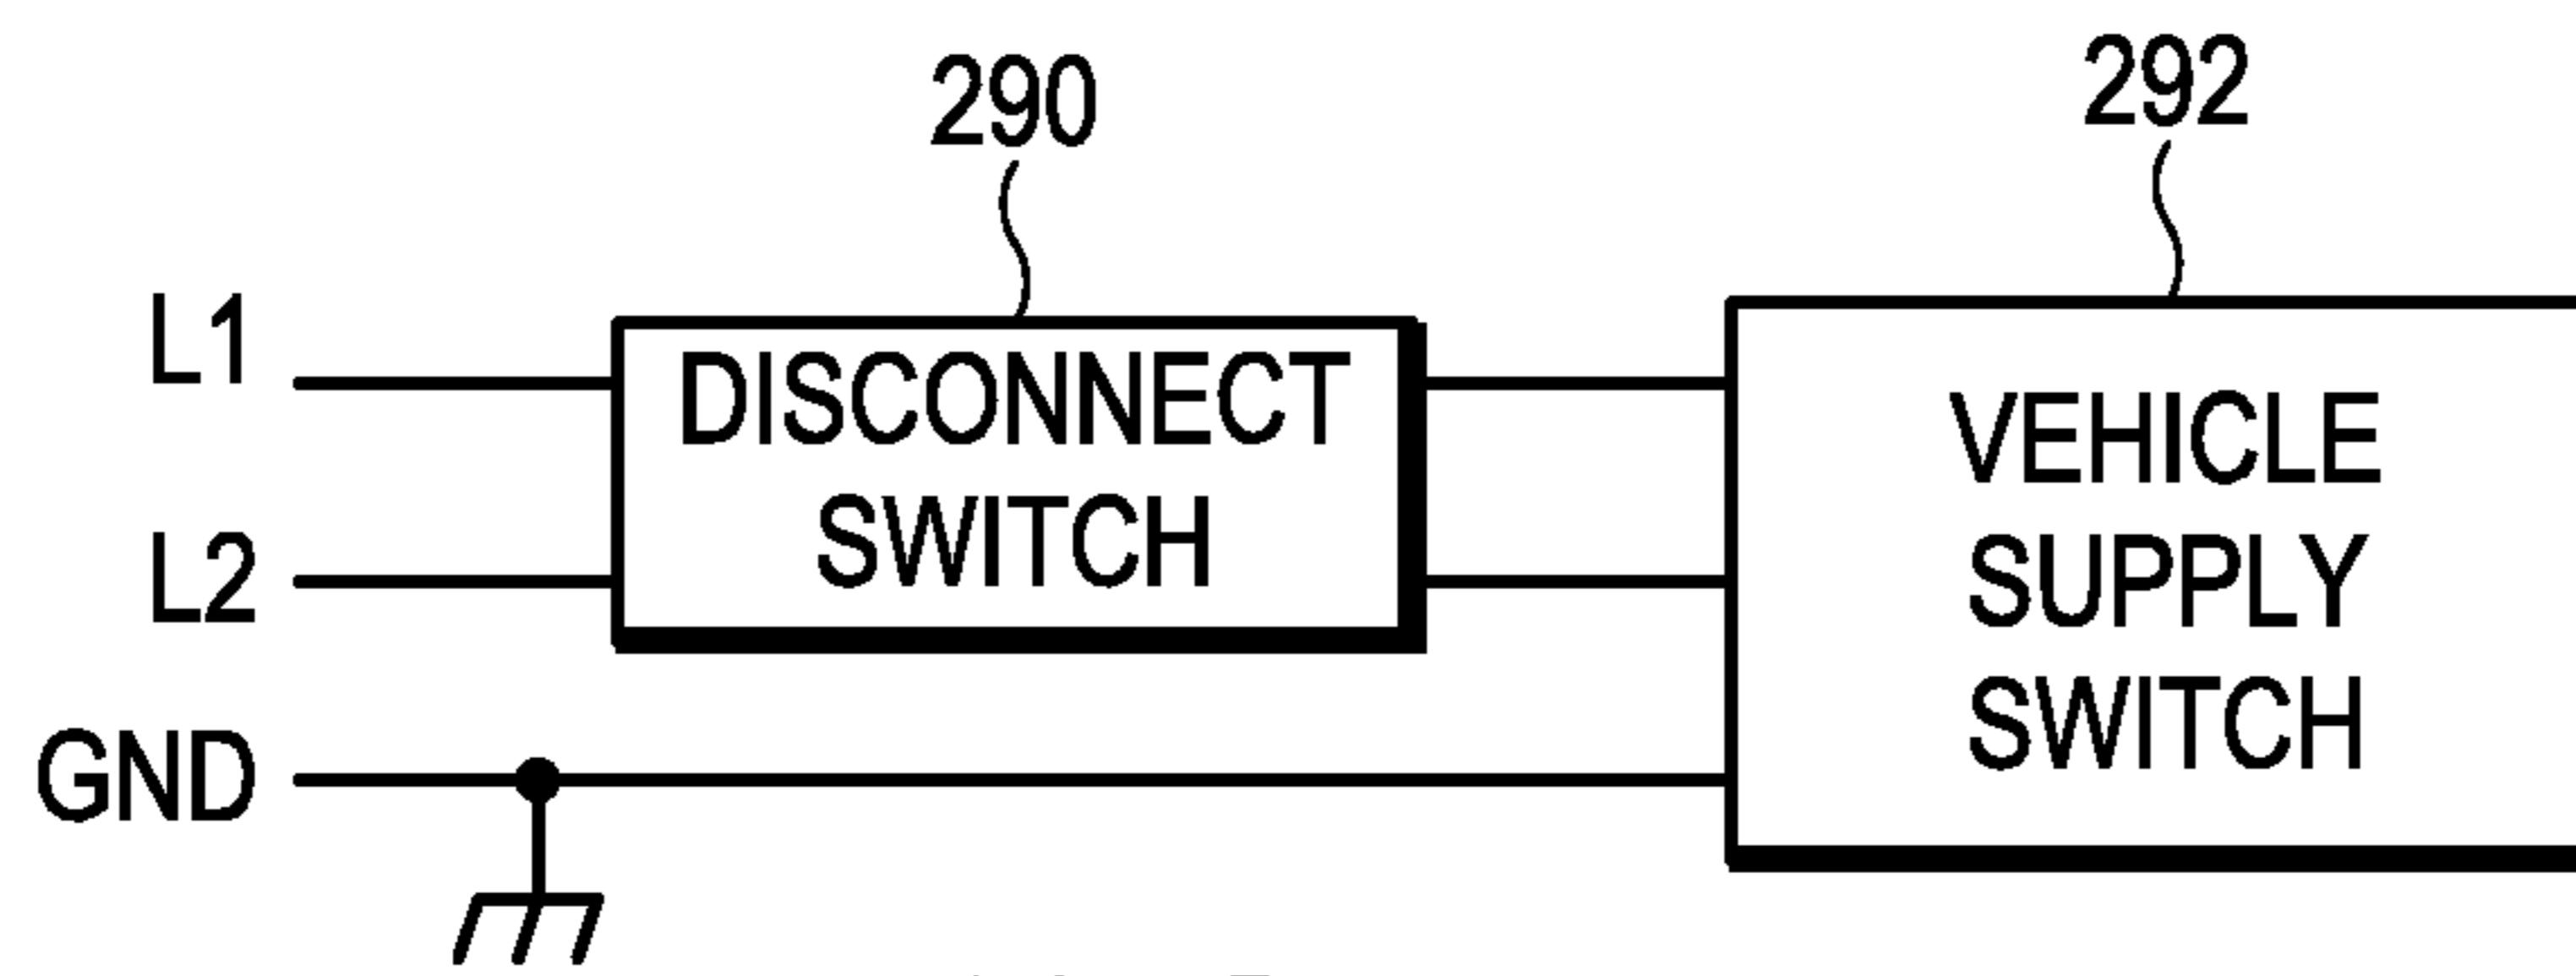 290
292
L1
DISCONNECT
SWITCH
L2
VEHICLE
SUPPLY
SWITCH
GND